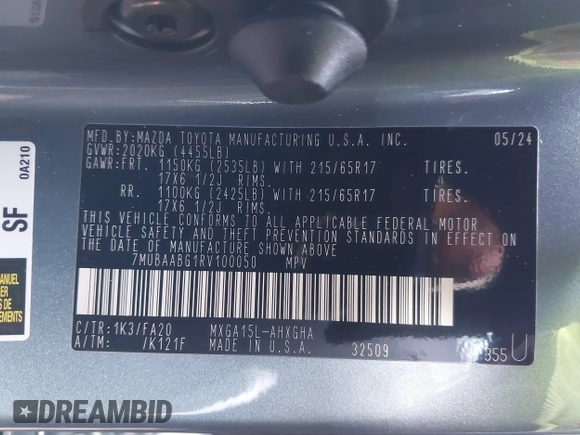 MFD.BY:MAZDA TOYOTA MANUFACTURING U.S.A. INC. 05/24
GVWR:2020KG (4455LB)
GAWR:FRT. 1150KG (2535LB) WITH 215/65R17 TIRES.
17X6 1/2J RIMS.
RR. 1100KG (2425LB) WITH 215/65R17 TIRES.
17X6 1/2J RIMS.
THIS VEHICLE CONFORMS TO ALL APPLICABLE FEDERAL MOTOR
VEHICLE SAFETY AND THEFT PREVENTION STANDARDS IN EFFECT ON
THE DATE OF MANUFACTURE SHOWN ABOVE.
7MUBAABG1RV100050 MPV
C/TR:1K3/FA20 MXGA15L-AHXGHA
A/TM: /K121F MADE IN U.S.A. 32509 355 U
0A210
SF
DREAMBID